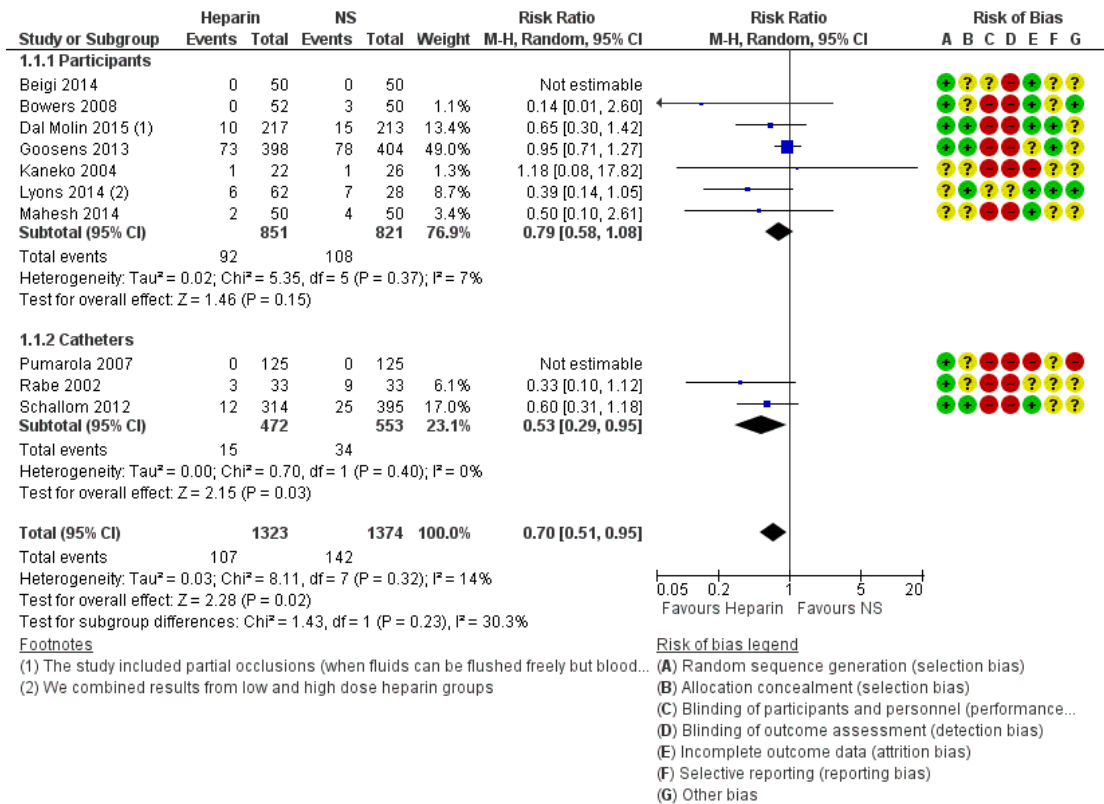 Heparin NS Risk Ratio Risk Ratio Risk of Bias
Study or Subgroup Events Total Events Total Weight M-H, Random, 95% CI M-H, Random, 95% CI A B C D E F G
1.1.1 Participants
Beigi 2014 0 50 0 50 Not estimable + ? ? − + ? ?
Bowers 2008 0 52 3 50 1.1% 0.14 [0.01, 2.60] + ? − − + ? +
Dal Molin 2015 (1) 10 217 15 213 13.4% 0.65 [0.30, 1.42] + + − − + + ?
Goosens 2013 73 398 78 404 49.0% 0.95 [0.71, 1.27] + + − − ? + ?
Kaneko 2004 1 22 1 26 1.3% 1.18 [0.08, 17.82] ? ? − − − ? ?
Lyons 2014 (2) 6 62 7 28 8.7% 0.39 [0.14, 1.05] ? + ? ? + + +
Mahesh 2014 2 50 4 50 3.4% 0.50 [0.10, 2.61] ? ? − − + ? ?
Subtotal (95% CI) 851 821 76.9% 0.79 [0.58, 1.08]
Total events 92 108
Heterogeneity: Tau² = 0.02; Chi² = 5.35, df = 5 (P = 0.37); I² = 7%
Test for overall effect: Z = 1.46 (P = 0.15)
1.1.2 Catheters
Pumarola 2007 0 125 0 125 Not estimable + ? − − − ? −
Rabe 2002 3 33 9 33 6.1% 0.33 [0.10, 1.12] + ? − − ? ? ?
Schallom 2012 12 314 25 395 17.0% 0.60 [0.31, 1.18] + + − − + ? ?
Subtotal (95% CI) 472 553 23.1% 0.53 [0.29, 0.95]
Total events 15 34
Heterogeneity: Tau² = 0.00; Chi² = 0.70, df = 1 (P = 0.40); I² = 0%
Test for overall effect: Z = 2.15 (P = 0.03)
Total (95% CI) 1323 1374 100.0% 0.70 [0.51, 0.95]
Total events 107 142
Heterogeneity: Tau² = 0.03; Chi² = 8.11, df = 7 (P = 0.32); I² = 14%
Test for overall effect: Z = 2.28 (P = 0.02)
Test for subgroup differences: Chi² = 1.43, df = 1 (P = 0.23), I² = 30.3%
0.05 0.2 1 5 20
Favours Heparin Favours NS
Footnotes
(1) The study included partial occlusions (when fluids can be flushed freely but blood...
(2) We combined results from low and high dose heparin groups
Risk of bias legend
(A) Random sequence generation (selection bias)
(B) Allocation concealment (selection bias)
(C) Blinding of participants and personnel (performance...
(D) Blinding of outcome assessment (detection bias)
(E) Incomplete outcome data (attrition bias)
(F) Selective reporting (reporting bias)
(G) Other bias